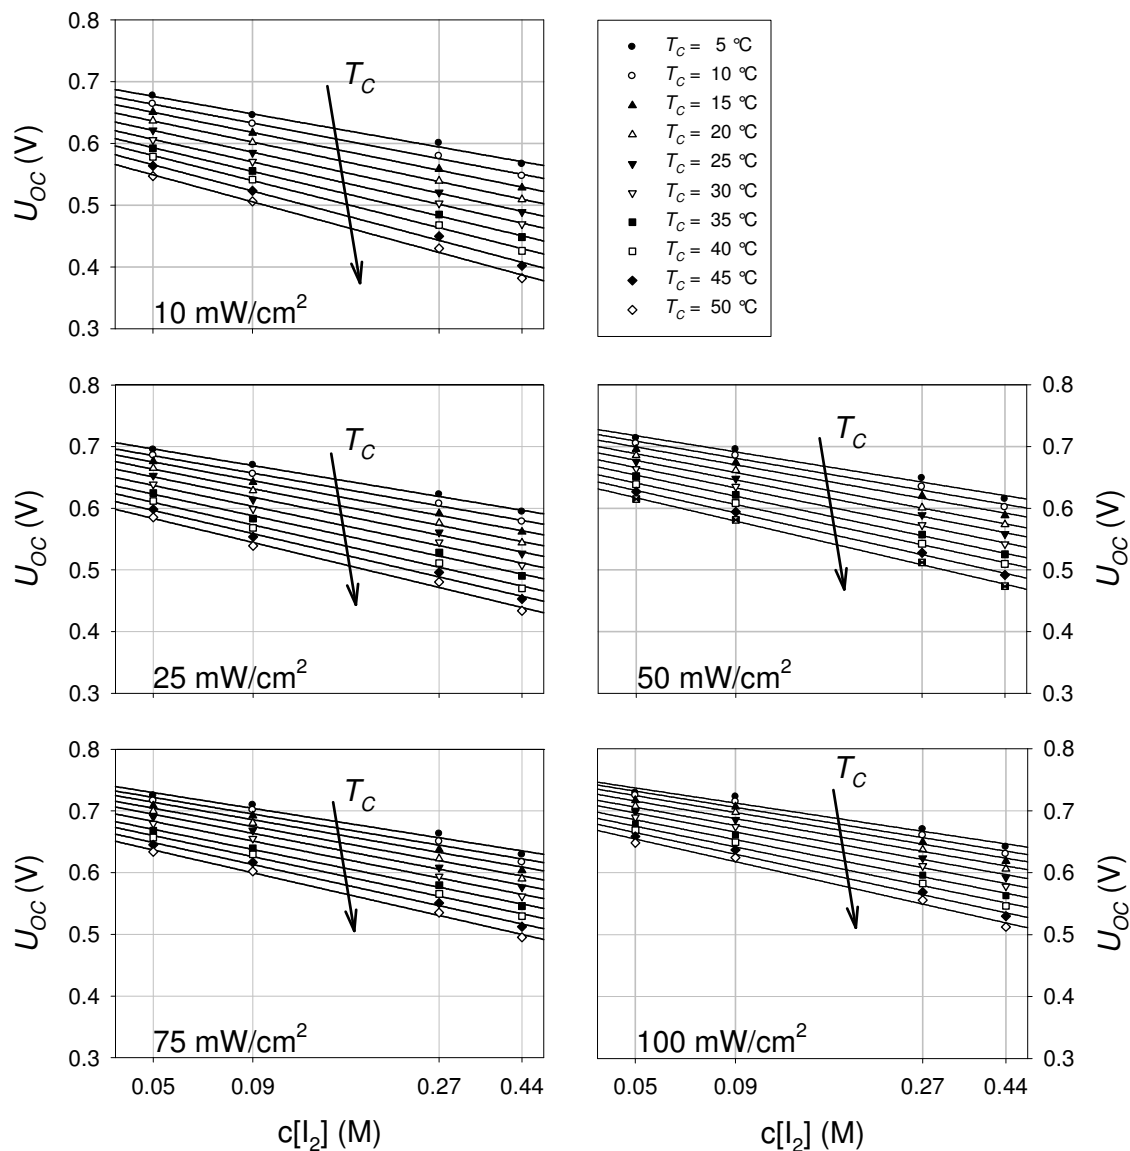 0.8
0.7
0.6
0.5
0.4
0.3
U_OC (V)
T_C
10 mW/cm²
T_C = 5 °C
T_C = 10 °C
T_C = 15 °C
T_C = 20 °C
T_C = 25 °C
T_C = 30 °C
T_C = 35 °C
T_C = 40 °C
T_C = 45 °C
T_C = 50 °C
0.8
0.7
0.6
0.5
0.4
0.3
U_OC (V)
T_C
25 mW/cm²
T_C
50 mW/cm²
0.8
0.7
0.6
0.5
0.4
0.3
U_OC (V)
0.8
0.7
0.6
0.5
0.4
0.3
U_OC (V)
T_C
75 mW/cm²
0.05 0.09 0.27 0.44
c[I₂] (M)
T_C
100 mW/cm²
0.8
0.7
0.6
0.5
0.4
0.3
U_OC (V)
0.05 0.09 0.27 0.44
c[I₂] (M)